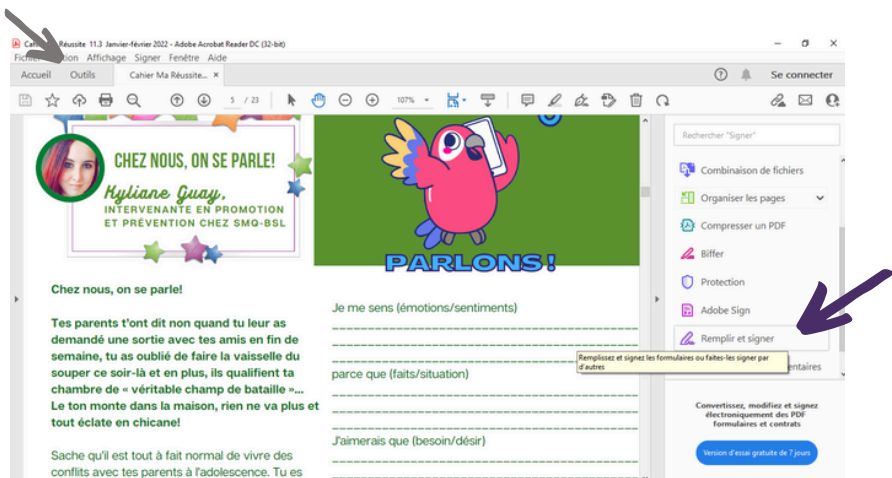 Réussite 11.3 Janvier-février 2022 - Adobe Acrobat Reader DC (32-bit)
Affichage Signer Fenêtre Aide
Accueil Outils Cahier Ma Réussite... × Se connecter
5 / 23 107%
CHEZ NOUS, ON SE PARLE!
Kyliane Guay,
INTERVENANTE EN PROMOTION
ET PRÉVENTION CHEZ SMQ-BSL
PARLONS!
Chez nous, on se parle!
Tes parents t'ont dit non quand tu leur as
demandé une sortie avec tes amis en fin de
semaine, tu as oublié de faire la vaisselle du
souper ce soir-là et en plus, ils qualifient ta
chambre de « véritable champ de bataille »...
Le ton monte dans la maison, rien ne va plus et
tout éclate en chicane!
Sache qu'il est tout à fait normal de vivre des
conflits avec tes parents à l'adolescence. Tu es
Je me sens (émotions/sentiments)
parce que (faits/situation)
J'aimerais que (besoin/désir)
Rechercher "Signer"
Combinaison de fichiers
Organiser les pages
Compresser un PDF
Biffer
Protection
Adobe Sign
Remplir et signer
Remplissez et signez les formulaires ou faites-les signer par
d'autres
Convertissez, modifiez et signez
électroniquement des PDF
formulaires et contrats
Version d'essai gratuite de 7 jours